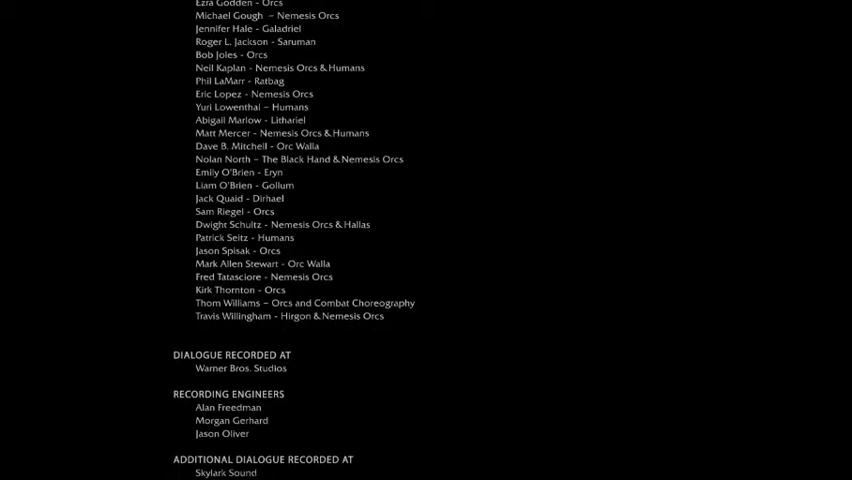 Ezra Godden - Orcs
Michael Gough – Nemesis Orcs
Jennifer Hale - Galadriel
Roger L. Jackson - Saruman
Bob Joles - Orcs
Neil Kaplan - Nemesis Orcs & Humans
Phil LaMarr - Ratbag
Eric Lopez - Nemesis Orcs
Yuri Lowenthal – Humans
Abigail Marlow - Lithariel
Matt Mercer - Nemesis Orcs & Humans
Dave B. Mitchell - Orc Walla
Nolan North – The Black Hand & Nemesis Orcs
Emily O'Brien - Eryn
Liam O'Brien - Gollum
Jack Quaid - Dirhael
Sam Riegel - Orcs
Dwight Schultz - Nemesis Orcs & Hallas
Patrick Seitz - Humans
Jason Spisak - Orcs
Mark Allen Stewart - Orc Walla
Fred Tatasciore - Nemesis Orcs
Kirk Thornton - Orcs
Thom Williams – Orcs and Combat Choreography
Travis Willingham - Hirgon & Nemesis Orcs
DIALOGUE RECORDED AT
Warner Bros. Studios
RECORDING ENGINEERS
Alan Freedman
Morgan Gerhard
Jason Oliver
ADDITIONAL DIALOGUE RECORDED AT
Skylark Sound